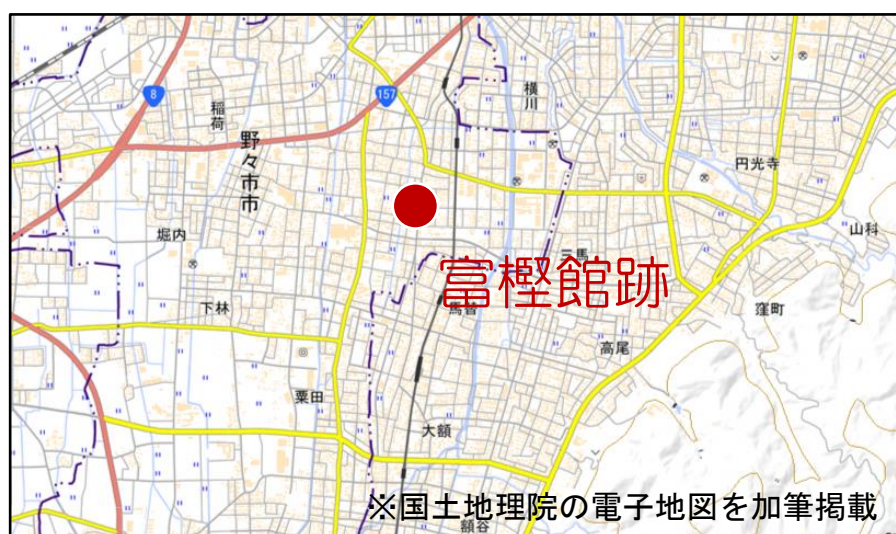 8
157
横川
稲荷
野々市市
円光寺
堀内
山科
三馬
富樫館跡
下林
馬替
窪町
高尾
粟田
大額
※国土地理院の電子地図を加筆掲載
額谷